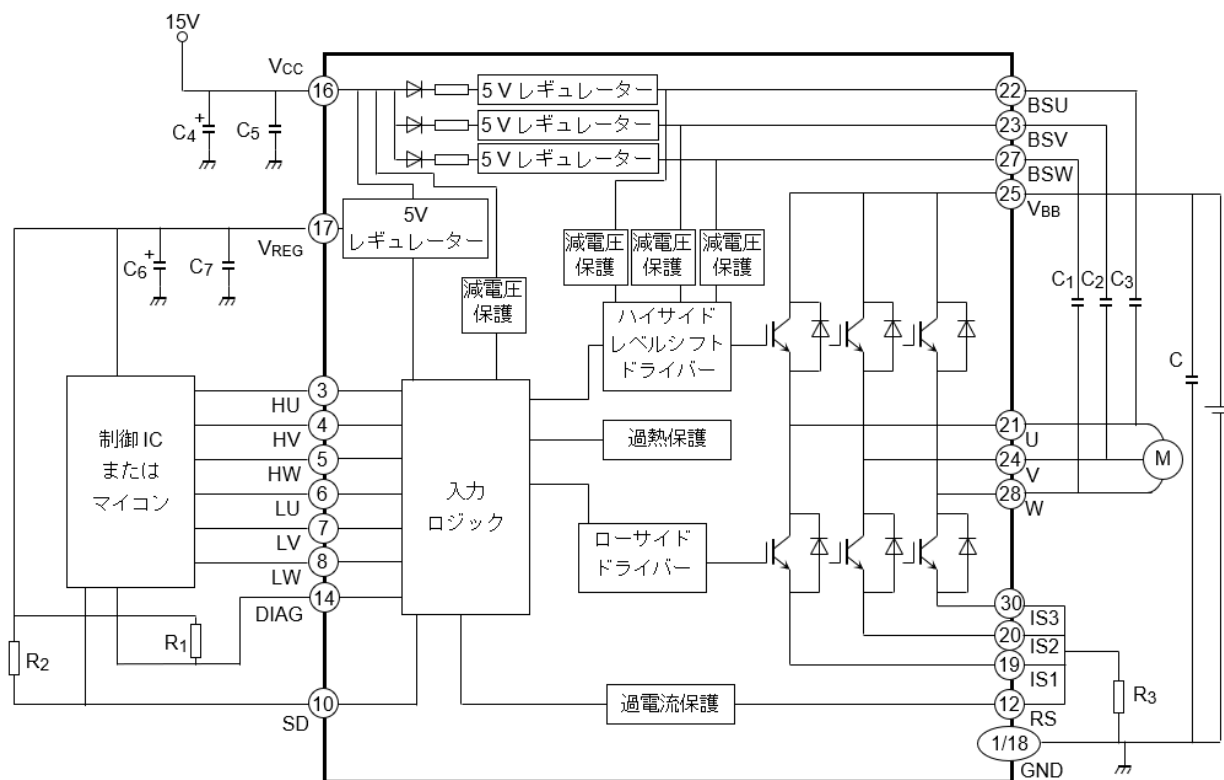 15V
VCC
16
C4
+
C5
5 V レギュレーター
5 V レギュレーター
5 V レギュレーター
22
BSU
23
BSV
27
BSW
25
VBB
17
VREG
5V
レギュレーター
C6
+
C7
減電圧
保護
減電圧
保護
減電圧
保護
減電圧
保護
C1
C2
C3
C
ハイサイド
レベルシフト
ドライバー
制御 IC
または
マイコン
3
HU
4
HV
5
HW
6
LU
7
LV
8
LW
14
DIAG
入力
ロジック
過熱保護
ローサイド
ドライバー
21
U
24
V
28
W
M
30
IS3
20
IS2
19
IS1
R1
R2
10
SD
過電流保護
12
RS
R3
1/18
GND